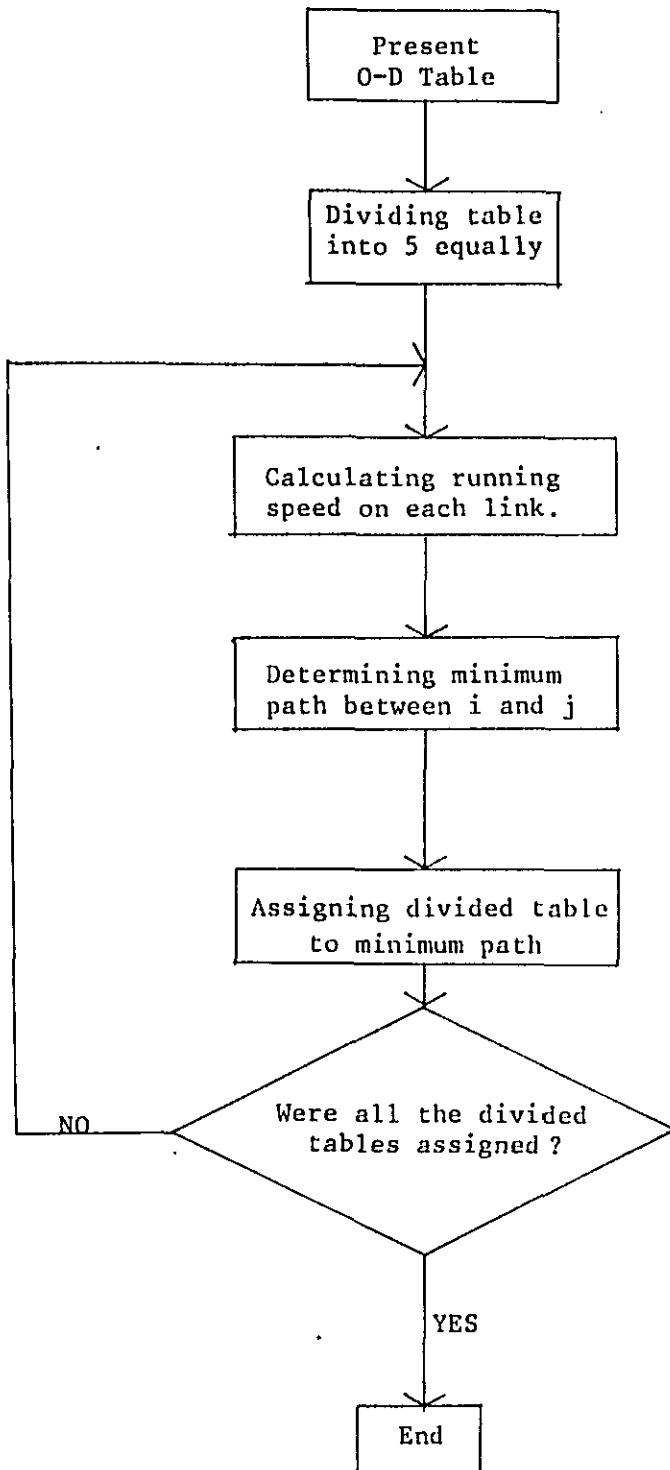 Present
O-D Table
Dividing table
into 5 equally
Calculating running
speed on each link.
Determining minimum
path between i and j
Assigning divided table
to minimum path
Were all the divided
tables assigned?
NO
YES
End